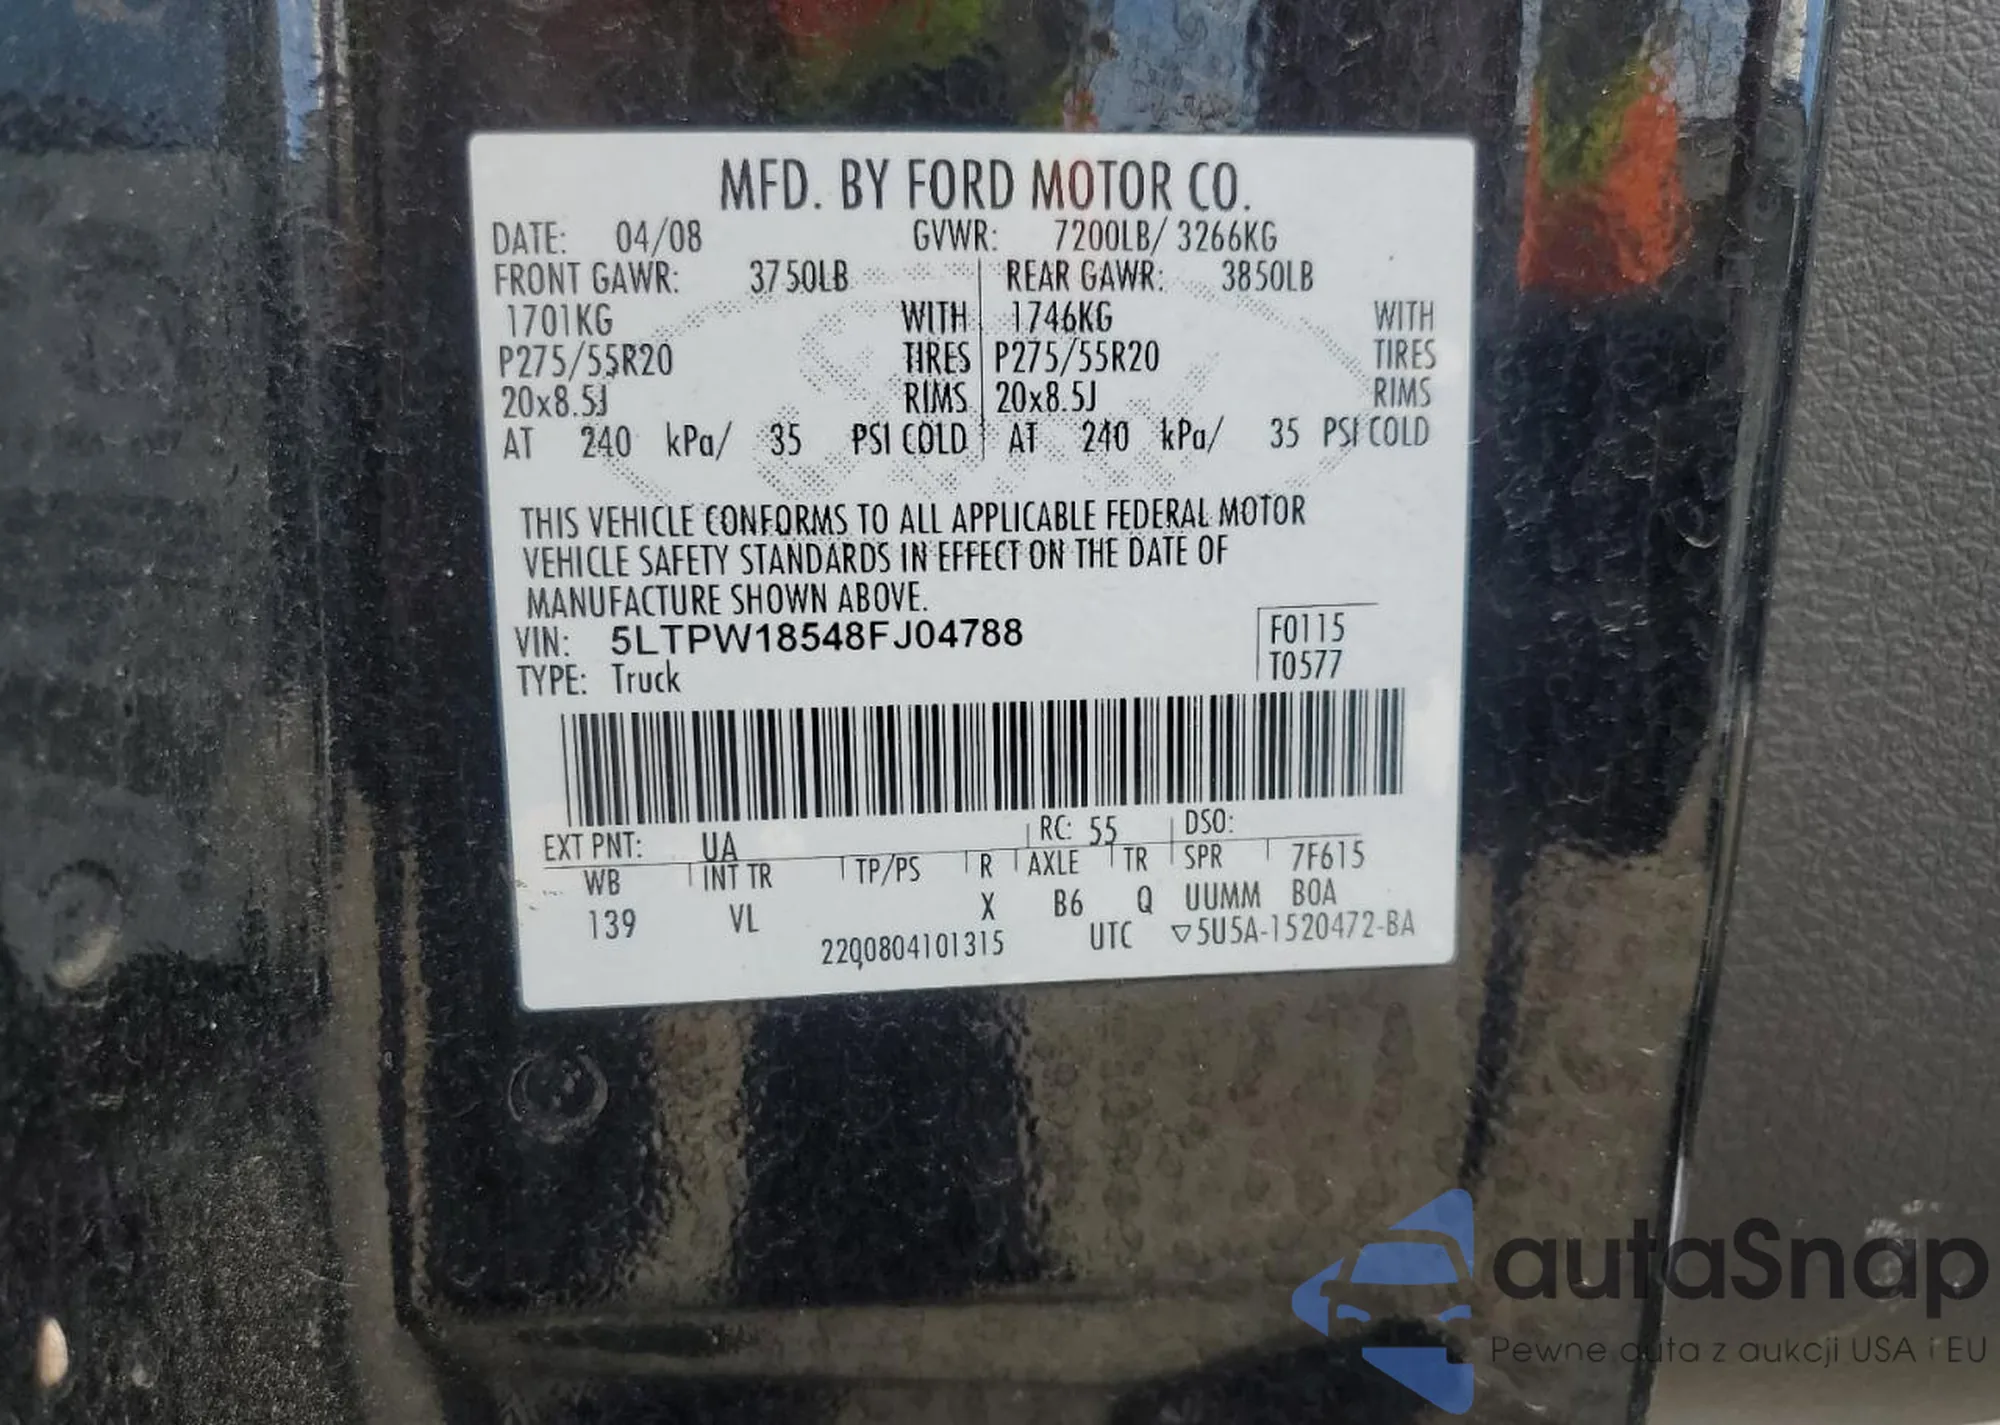 MFD. BY FORD MOTOR CO.
DATE: 04/08 GVWR: 7200LB/ 3266KG
FRONT GAWR: 3750LB REAR GAWR: 3850LB
1701KG WITH 1746KG WITH
P275/55R20 TIRES P275/55R20 TIRES
20x8.5J RIMS 20x8.5J RIMS
AT 240 kPa/ 35 PSI COLD AT 240 kPa/ 35 PSI COLD
THIS VEHICLE CONFORMS TO ALL APPLICABLE FEDERAL MOTOR
VEHICLE SAFETY STANDARDS IN EFFECT ON THE DATE OF
MANUFACTURE SHOWN ABOVE.
VIN: 5LTPW18548FJ04788 F0115
TYPE: Truck T0577
EXT PNT: UA RC: 55 DSO:
WB INT TR TP/PS R AXLE TR SPR 7F615
139 VL X B6 Q UUMM B0A
22Q0804101315 UTC ▽5U5A-1520472-BA
autaSnap
Pewne auta z aukcji USA i EU